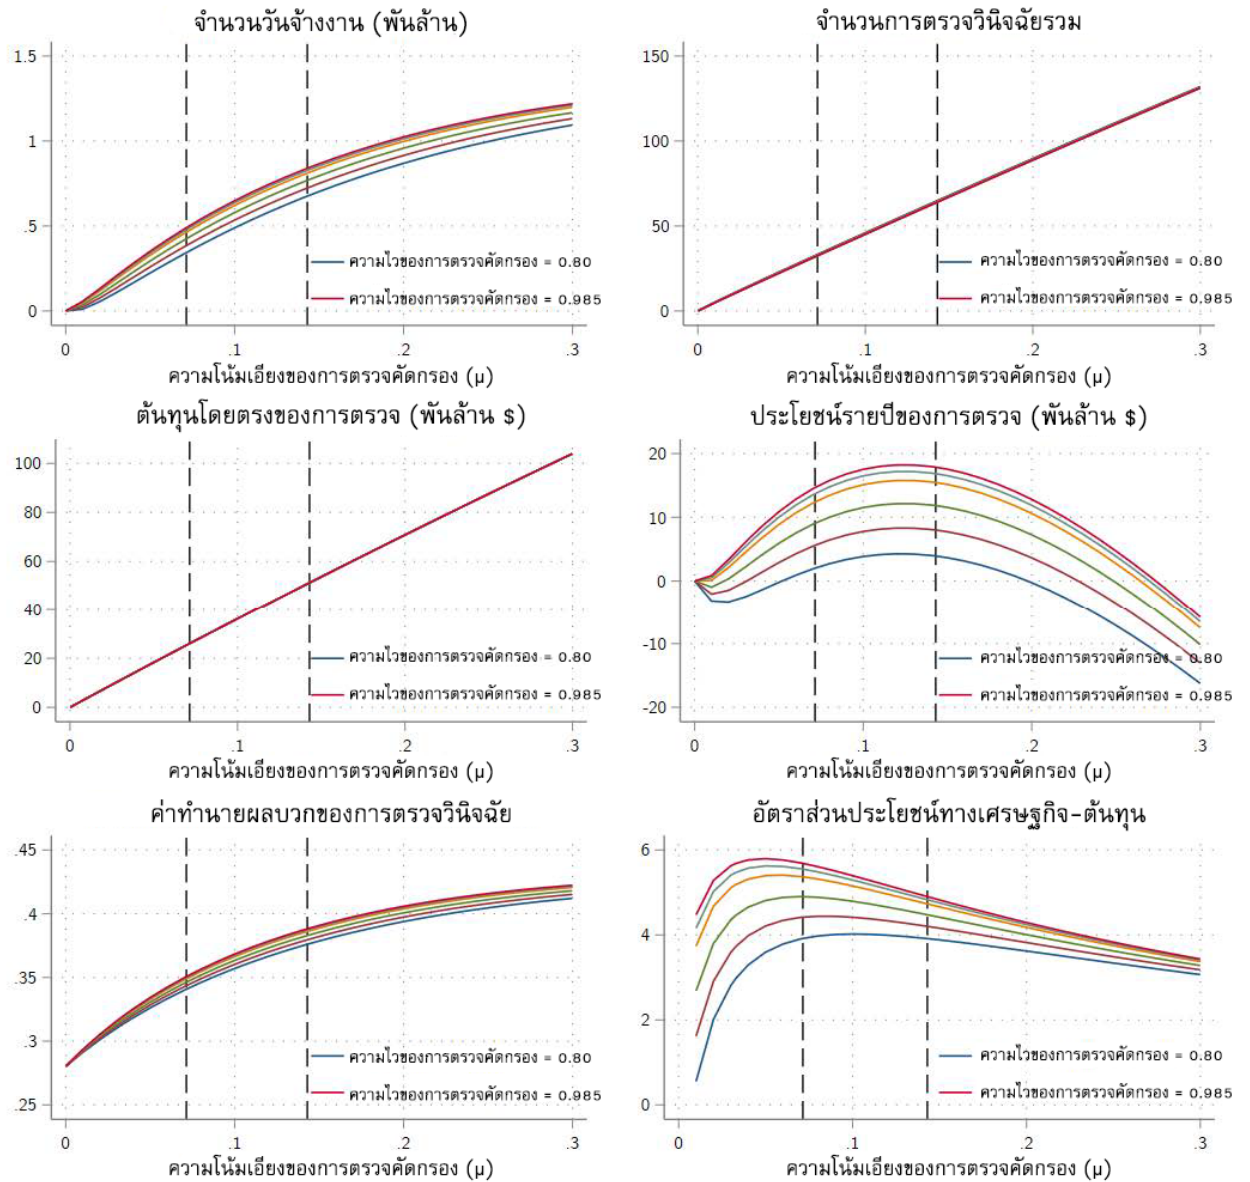 จำนวนวันจ้างงาน (พันล้าน)
1.5
1
.5
0
ความไวของการตรวจคัดกรอง = 0.80
ความไวของการตรวจคัดกรอง = 0.985
0 .1 .2 .3
ความโน้มเอียงของการตรวจคัดกรอง (μ)
จำนวนการตรวจวินิจฉัยรวม
150
100
50
0
ความไวของการตรวจคัดกรอง = 0.80
ความไวของการตรวจคัดกรอง = 0.985
0 .1 .2 .3
ความโน้มเอียงของการตรวจคัดกรอง (μ)
ต้นทุนโดยตรงของการตรวจ (พันล้าน $)
100
80
60
40
20
0
ความไวของการตรวจคัดกรอง = 0.80
ความไวของการตรวจคัดกรอง = 0.985
0 .1 .2 .3
ความโน้มเอียงของการตรวจคัดกรอง (μ)
ประโยชน์รายปีของการตรวจ (พันล้าน $)
20
10
0
-10
-20
ความไวของการตรวจคัดกรอง = 0.80
ความไวของการตรวจคัดกรอง = 0.985
0 .1 .2 .3
ความโน้มเอียงของการตรวจคัดกรอง (μ)
ค่าทำนายผลบวกของการตรวจวินิจฉัย
.45
.4
.35
.3
.25
ความไวของการตรวจคัดกรอง = 0.80
ความไวของการตรวจคัดกรอง = 0.985
0 .1 .2 .3
ความโน้มเอียงของการตรวจคัดกรอง (μ)
อัตราส่วนประโยชน์ทางเศรษฐกิจ-ต้นทุน
6
4
2
0
ความไวของการตรวจคัดกรอง = 0.80
ความไวของการตรวจคัดกรอง = 0.985
0 .1 .2 .3
ความโน้มเอียงของการตรวจคัดกรอง (μ)